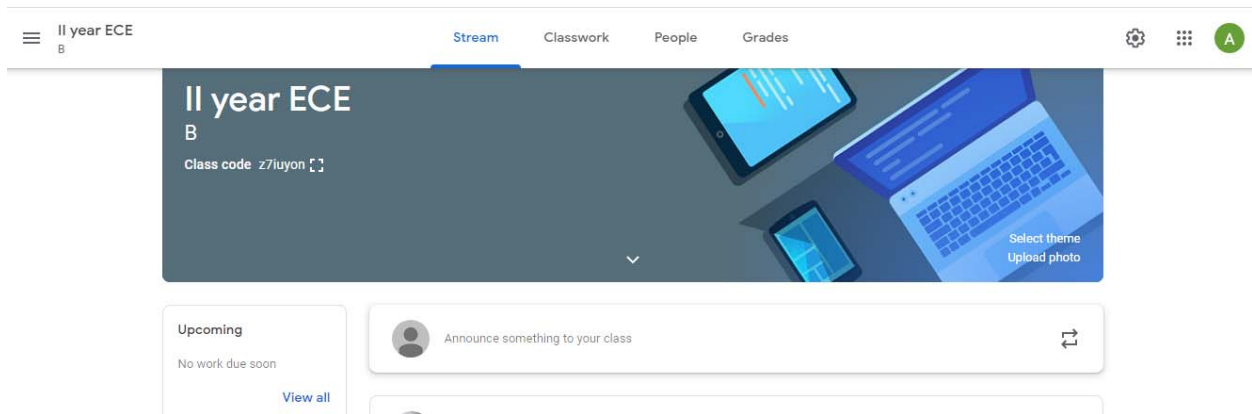 II year ECE
B
Stream Classwork People Grades
A
II year ECE
B
Class code z7iuyon
Select theme
Upload photo
Upcoming
No work due soon
View all
Announce something to your class